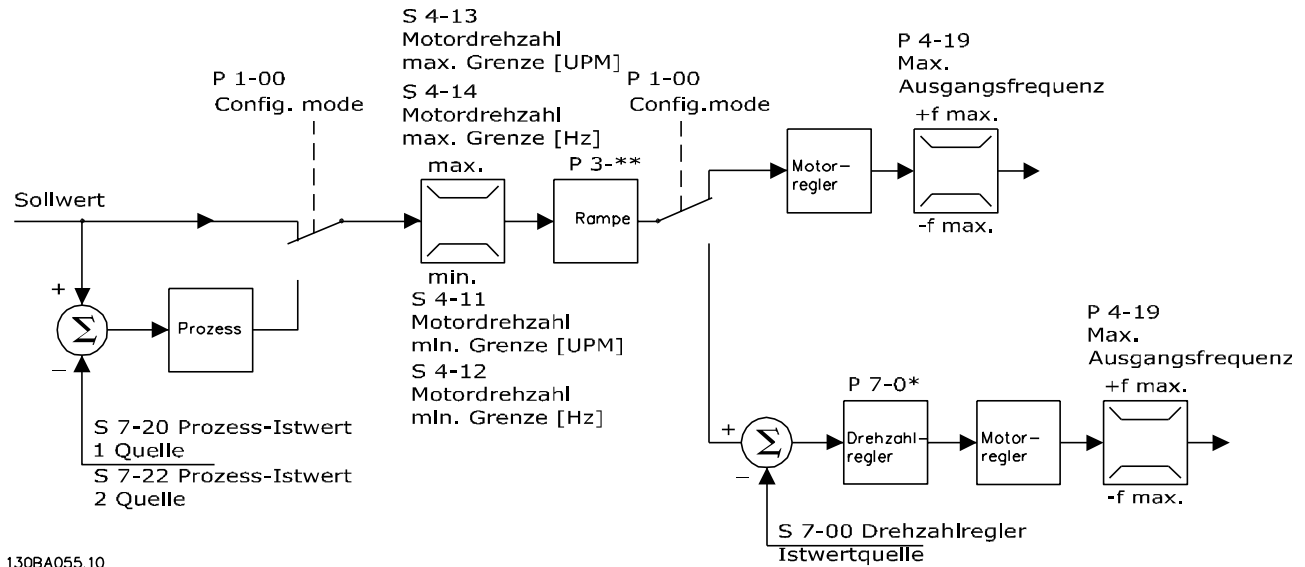 S 4-13
Motordrehzahl
max. Grenze [UPM]
S 4-14
Motordrehzahl
max. Grenze [Hz]
max.
min.
S 4-11
Motordrehzahl
mIn. Grenze [UPM]
S 4-12
Motordrehzahl
mIn. Grenze [Hz]
P 1-00
Config. mode
Sollwert
+
Σ
−
Prozess
S 7-20 Prozess-Istwert
1 Quelle
S 7-22 Prozess-Istwert
2 Quelle
P 3-**
Rampe
P 1-00
Config.mode
Motor-
regler
P 4-19
Max.
Ausgangsfrequenz
+f max.
-f max.
+
Σ
−
P 7-0*
Drehzahl-
regler
Motor-
regler
P 4-19
Max.
Ausgangsfrequenz
+f max.
-f max.
S 7-00 Drehzahlregler
Istwertquelle
130BA055.10